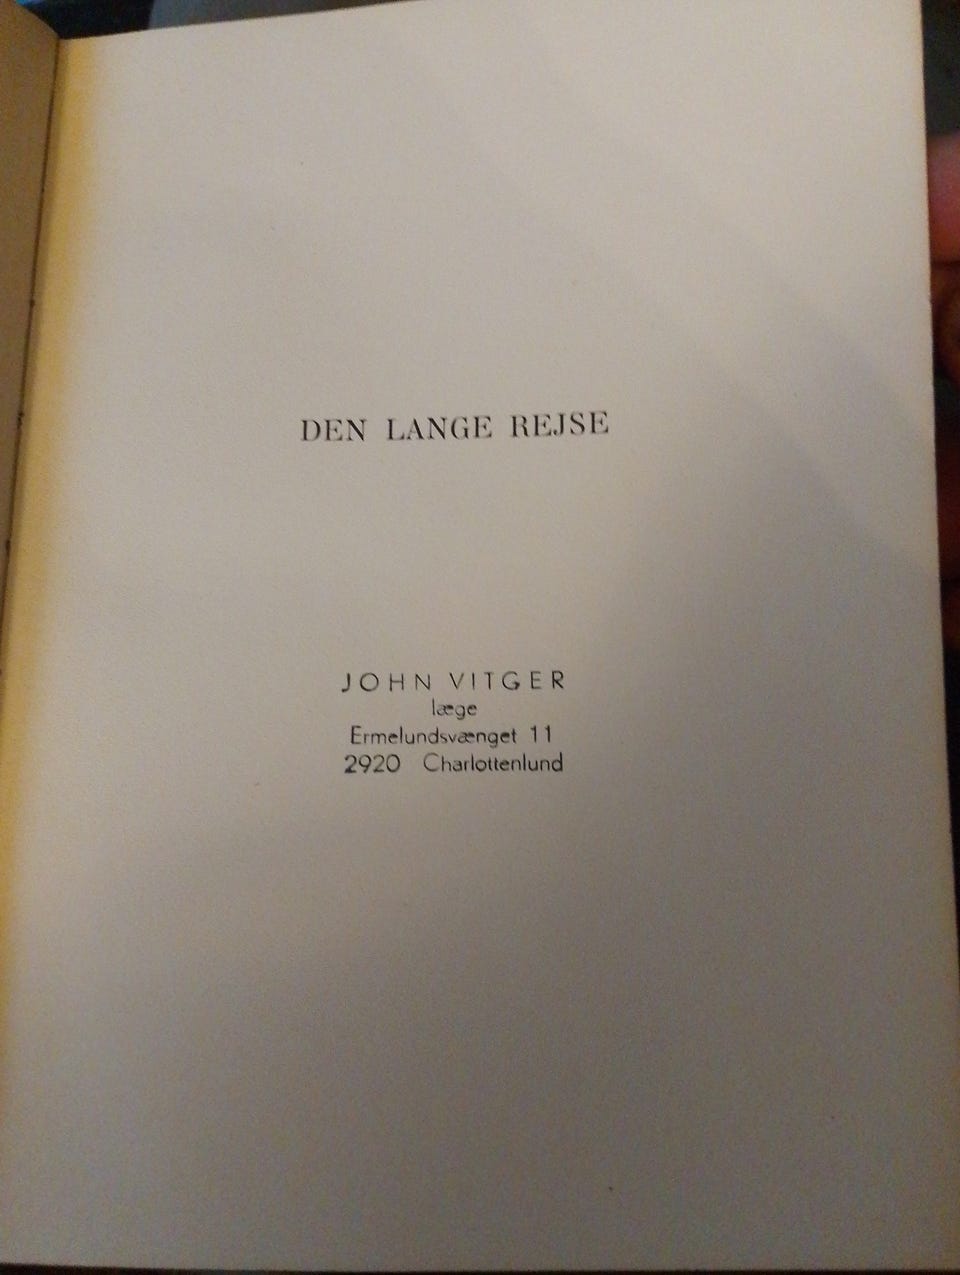 DEN LANGE REJSE
JOHN VITGER
læge
Ermelundsvænget 11
2920 Charlottenlund